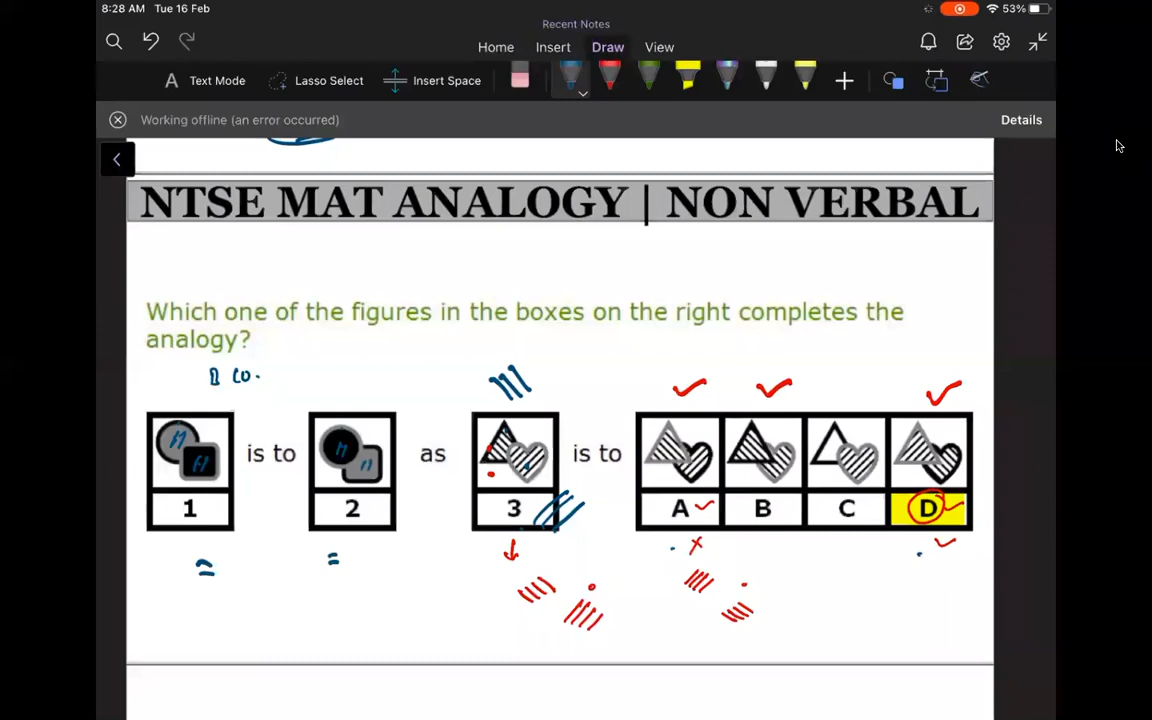 8:28 AM Tue 16 Feb
53%
Recent Notes
Home Insert Draw View
Text Mode Lasso Select Insert Space
Working offline (an error occurred) Details
NTSE MAT ANALOGY | NON VERBAL
Which one of the figures in the boxes on the right completes the
analogy?
is to as is to
1 2 3 A B C D